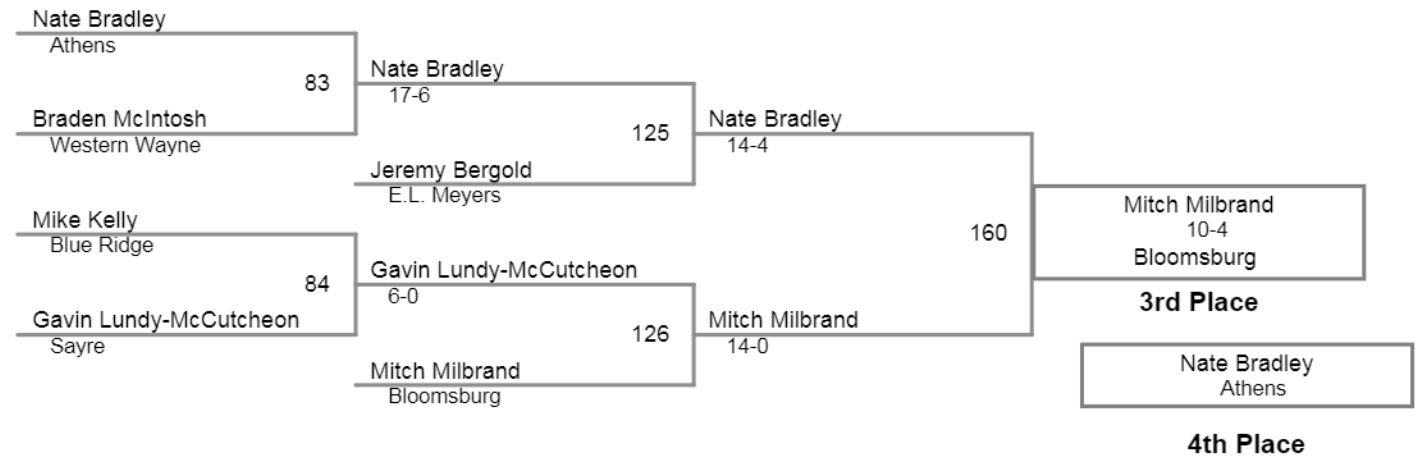 Nate Bradley
Athens
83
Braden McIntosh
Western Wayne
Nate Bradley
17-6
125
Jeremy Bergold
E.L. Meyers
Nate Bradley
14-4
Mike Kelly
Blue Ridge
84
Gavin Lundy-McCutcheon
Sayre
Gavin Lundy-McCutcheon
6-0
126
Mitch Milbrand
Bloomsburg
Mitch Milbrand
14-0
160
Mitch Milbrand
10-4
Bloomsburg
3rd Place
Nate Bradley
Athens
4th Place